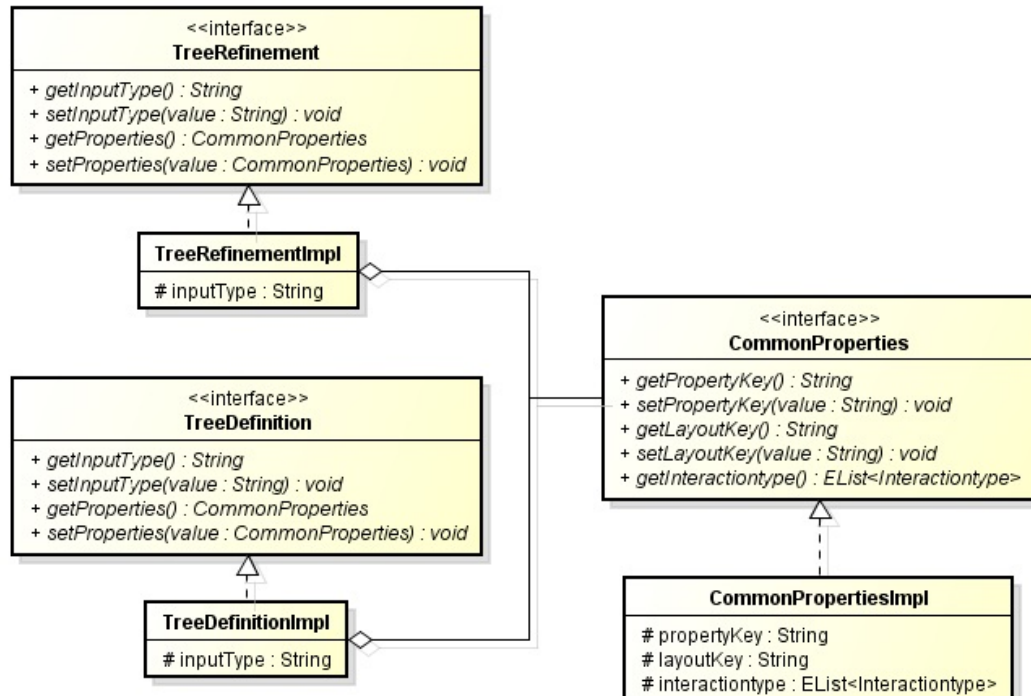 <<interface>>
TreeRefinement
+ getInputType() : String
+ setInputType(value : String) : void
+ getProperties() : CommonProperties
+ setProperties(value : CommonProperties) : void
TreeRefinementImpl
# inputType : String
<<interface>>
TreeDefinition
+ getInputType() : String
+ setInputType(value : String) : void
+ getProperties() : CommonProperties
+ setProperties(value : CommonProperties) : void
TreeDefinitionImpl
# inputType : String
<<interface>>
CommonProperties
+ getPropertyKey() : String
+ setPropertyKey(value : String) : void
+ getLayoutKey() : String
+ setLayoutKey(value : String) : void
+ getInteractiontype() : EList<Interactiontype>
CommonPropertiesImpl
# propertyKey : String
# layoutKey : String
# interactiontype : EList<Interactiontype>